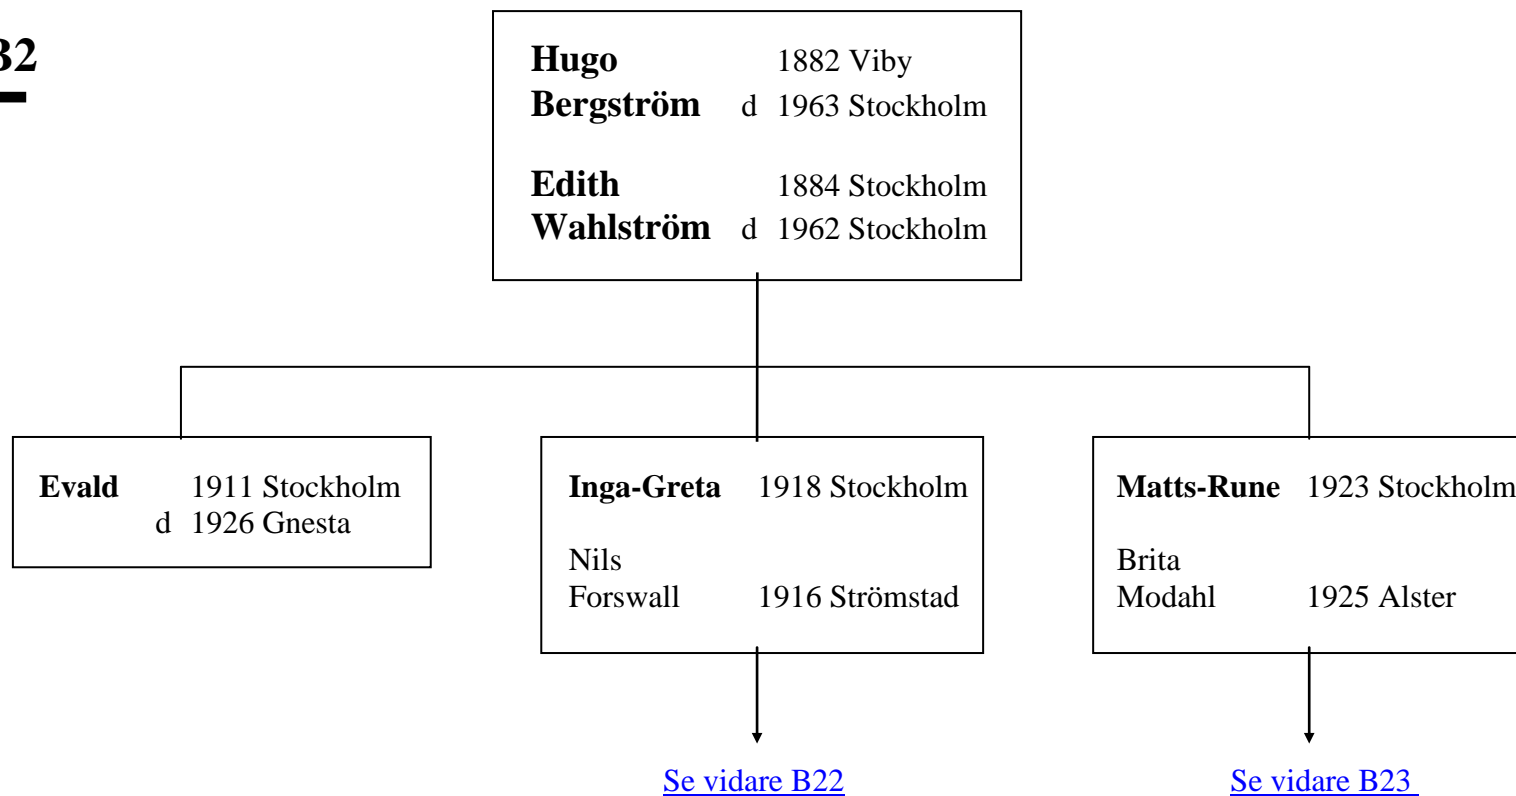 B2
Hugo 1882 Viby
Bergström d 1963 Stockholm
Edith 1884 Stockholm
Wahlström d 1962 Stockholm
Evald 1911 Stockholm
d 1926 Gnesta
Inga-Greta 1918 Stockholm
Nils
Forswall 1916 Strömstad
Matts-Rune 1923 Stockholm
Brita
Modahl 1925 Alster
Se vidare B22
Se vidare B23